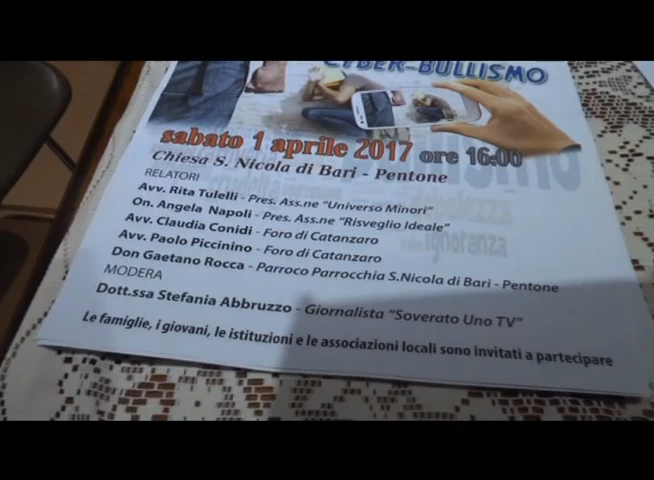 CYBER-BULLISMO
sabato 1 aprile 2017 ore 16:00
Chiesa S. Nicola di Bari - Pentone
RELATORI
Avv. Rita Tulelli - Pres. Ass.ne "Universo Minori"
On. Angela Napoli - Pres. Ass.ne "Risveglio Ideale"
Avv. Claudia Conidi - Foro di Catanzaro
Avv. Paolo Piccinino - Foro di Catanzaro
Don Gaetano Rocca - Parroco Parrocchia S.Nicola di Bari - Pentone
MODERA
Dott.ssa Stefania Abbruzzo - Giornalista "Soverato Uno TV"
Le famiglie, i giovani, le istituzioni e le associazioni locali sono invitati a partecipare
ignoranza